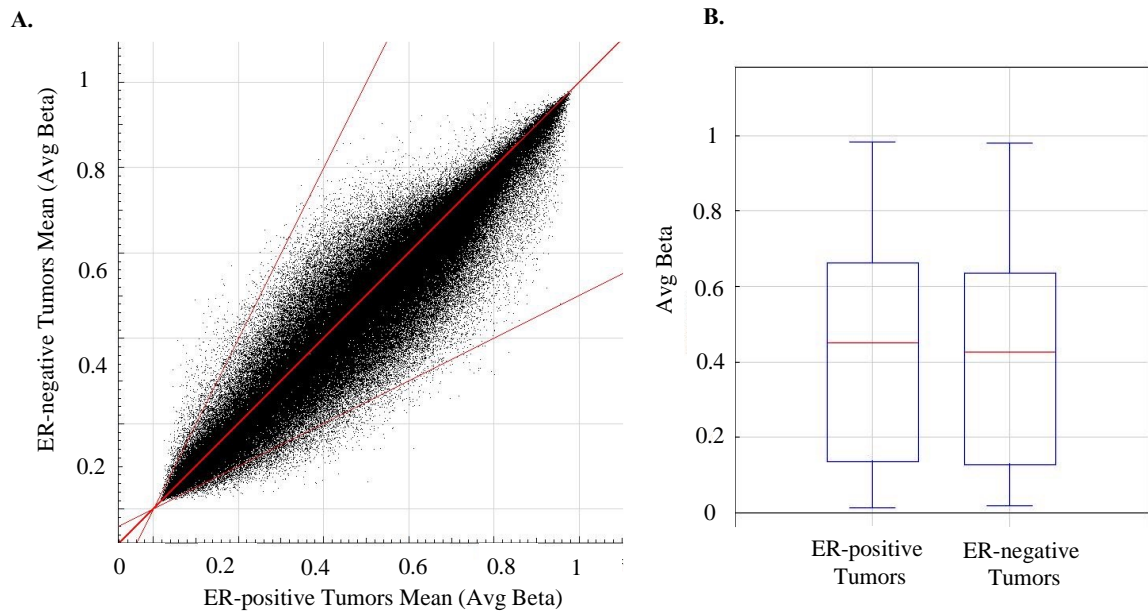 A.
ER-negative Tumors Mean (Avg Beta)
1
0.8
0.6
0.4
0.2
0 0.2 0.4 0.6 0.8 1
ER-positive Tumors Mean (Avg Beta)
B.
Avg Beta
1
0.8
0.6
0.4
0.2
0
ER-positive
Tumors
ER-negative
Tumors